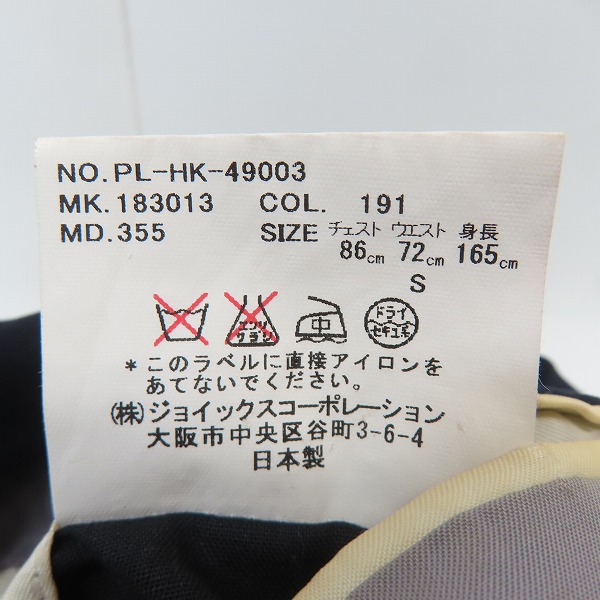 NO.PL-HK-49003
MK.183013 COL. 191
MD.355 SIZE チェスト ウエスト 身長
86cm 72cm 165cm
S
エンソ サラシ 中 ドライ セキユ系
*このラベルに直接アイロンを
あてないでください。
(株)ジョイックスコーポレーション
大阪市中央区谷町3-6-4
日本製